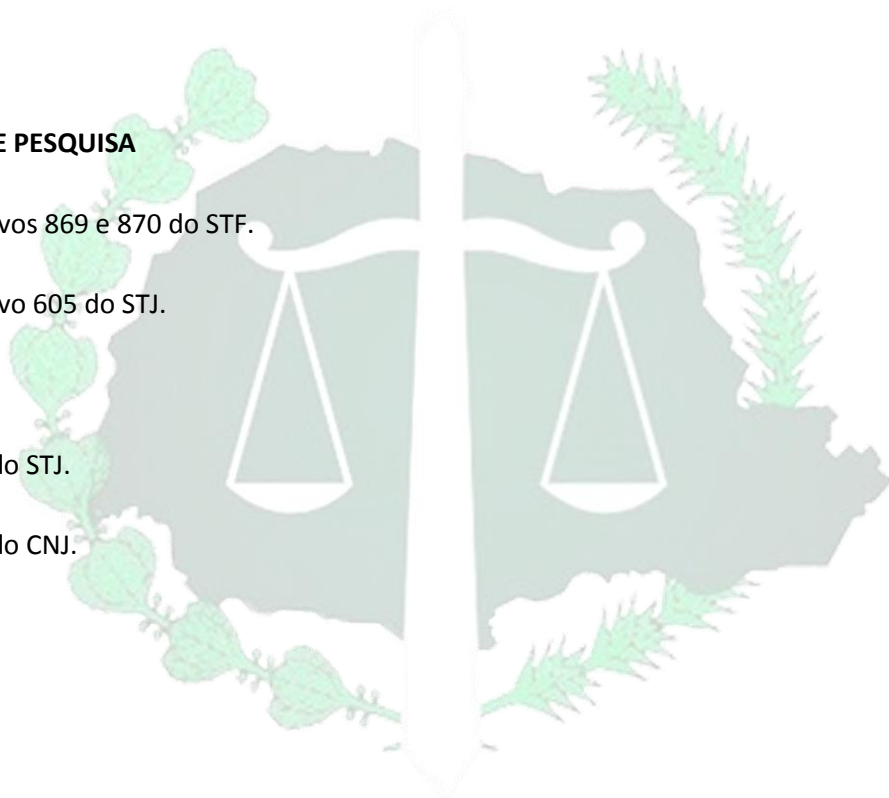 E PESQUISA
vos 869 e 870 do STF.
vo 605 do STJ.
do STJ.
do CNJ.